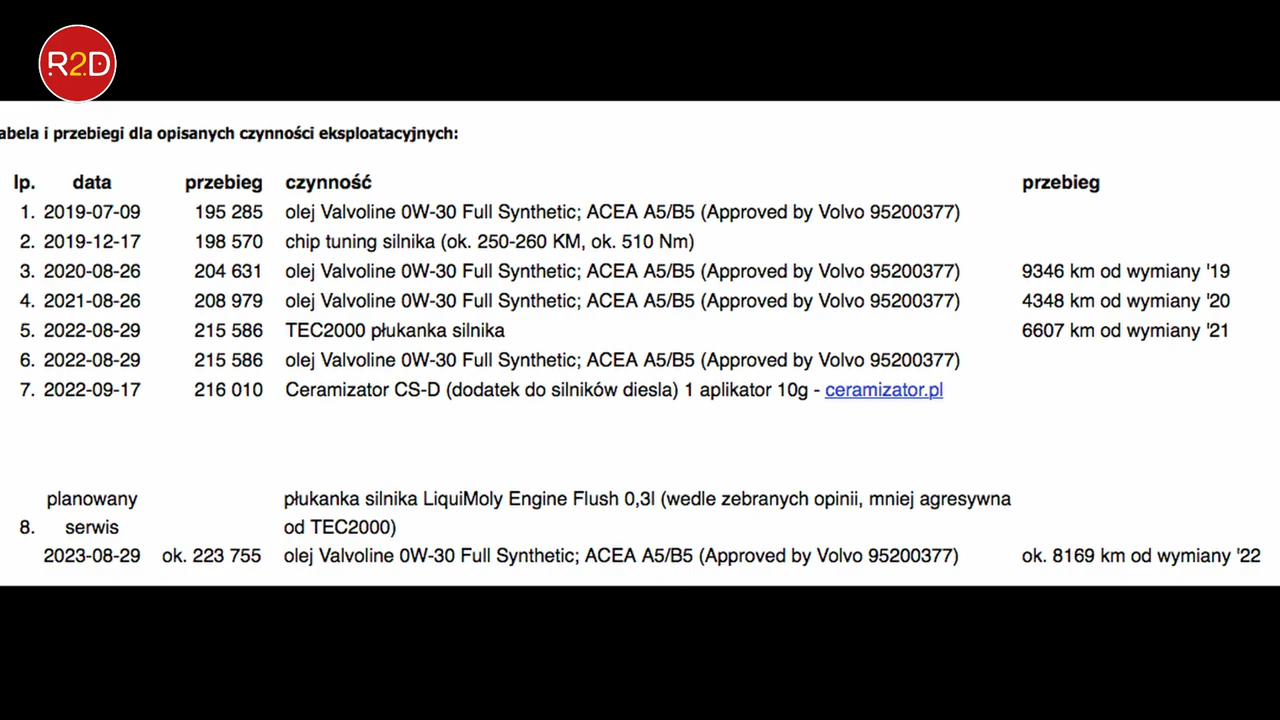 R2D
abela i przebiegi dla opisanych czynności eksploatacyjnych:
lp. data przebieg czynność przebieg
1. 2019-07-09 195 285 olej Valvoline 0W-30 Full Synthetic; ACEA A5/B5 (Approved by Volvo 95200377)
2. 2019-12-17 198 570 chip tuning silnika (ok. 250-260 KM, ok. 510 Nm)
3. 2020-08-26 204 631 olej Valvoline 0W-30 Full Synthetic; ACEA A5/B5 (Approved by Volvo 95200377) 9346 km od wymiany '19
4. 2021-08-26 208 979 olej Valvoline 0W-30 Full Synthetic; ACEA A5/B5 (Approved by Volvo 95200377) 4348 km od wymiany '20
5. 2022-08-29 215 586 TEC2000 płukanka silnika 6607 km od wymiany '21
6. 2022-08-29 215 586 olej Valvoline 0W-30 Full Synthetic; ACEA A5/B5 (Approved by Volvo 95200377)
7. 2022-09-17 216 010 Ceramizator CS-D (dodatek do silników diesla) 1 aplikator 10g - ceramizator.pl
planowany płukanka silnika LiquiMoly Engine Flush 0,3l (wedle zebranych opinii, mniej agresywna
8. serwis od TEC2000)
2023-08-29 ok. 223 755 olej Valvoline 0W-30 Full Synthetic; ACEA A5/B5 (Approved by Volvo 95200377) ok. 8169 km od wymiany '22